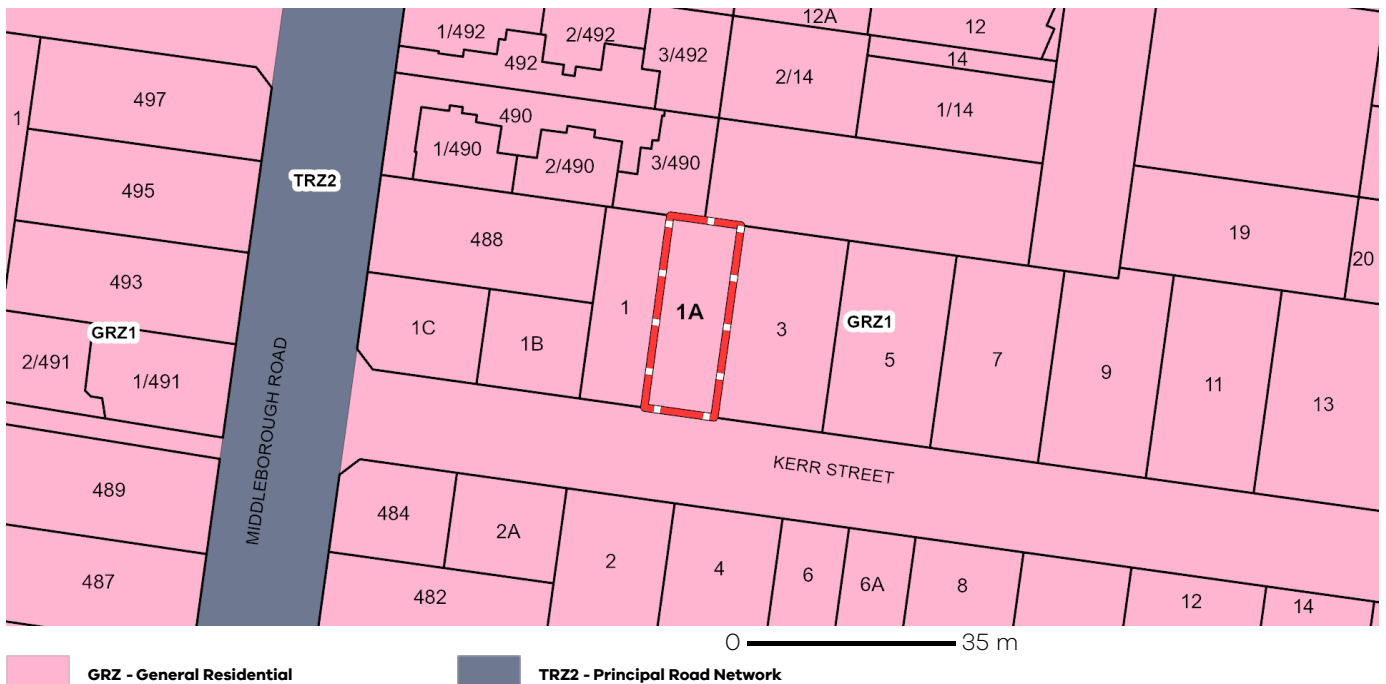 12A
12
1/492
2/492
3/492
492
14
2/14
1/14
497
1
490
1/490
2/490
3/490
TRZ2
495
488
19
20
493
1
1A
3
GRZ1
5
7
9
11
13
GRZ1
1C
1B
2/491
1/491
MIDDLEBOROUGH ROAD
KERR STREET
489
484
2A
2
4
6
6A
8
12
14
487
482
0 35 m
GRZ - General Residential
TRZ2 - Principal Road Network